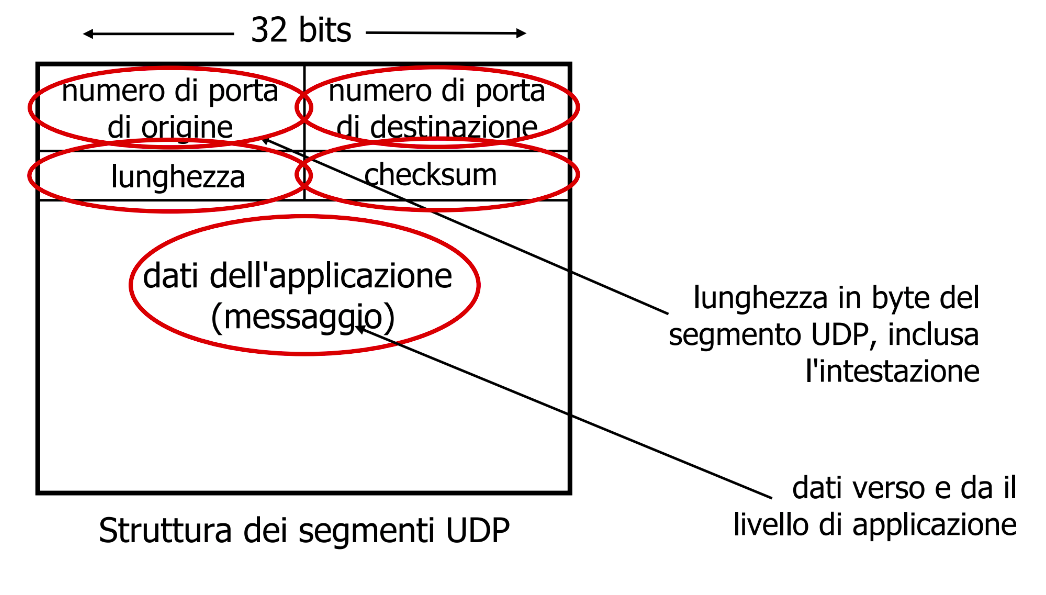 32 bits
numero di porta
di origine
numero di porta
di destinazione
lunghezza
checksum
dati dell'applicazione
(messaggio)
lunghezza in byte del
segmento UDP, inclusa
l'intestazione
dati verso e da il
livello di applicazione
Struttura dei segmenti UDP